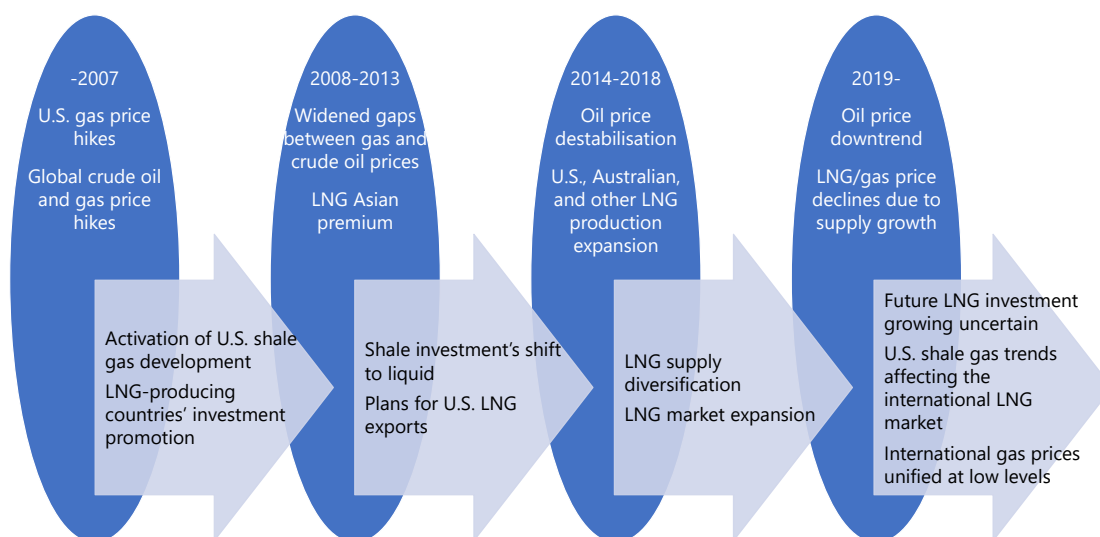 -2007
U.S. gas price
hikes
Global crude oil
and gas price
hikes
Activation of U.S. shale
gas development
LNG-producing
countries' investment
promotion
2008-2013
Widened gaps
between gas and
crude oil prices
LNG Asian
premium
Shale investment's shift
to liquid
Plans for U.S. LNG
exports
2014-2018
Oil price
destabilisation
U.S., Australian,
and other LNG
production
expansion
LNG supply
diversification
LNG market expansion
2019-
Oil price
downtrend
LNG/gas price
declines due to
supply growth
Future LNG investment
growing uncertain
U.S. shale gas trends
affecting the
international LNG
market
International gas prices
unified at low levels